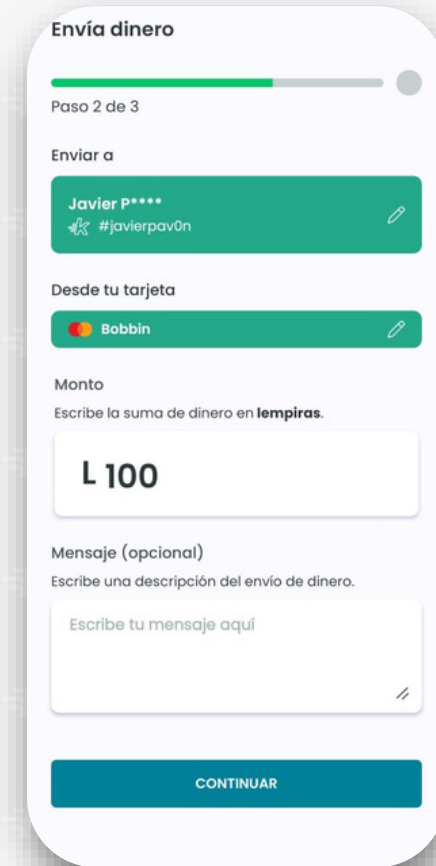 Envía dinero
Paso 2 de 3
Enviar a
Javier P****
#javierpav0n
Desde tu tarjeta
Bobbin
Monto
Escribe la suma de dinero en lempiras.
L 100
Mensaje (opcional)
Escribe una descripción del envío de dinero.
Escribe tu mensaje aquí
CONTINUAR